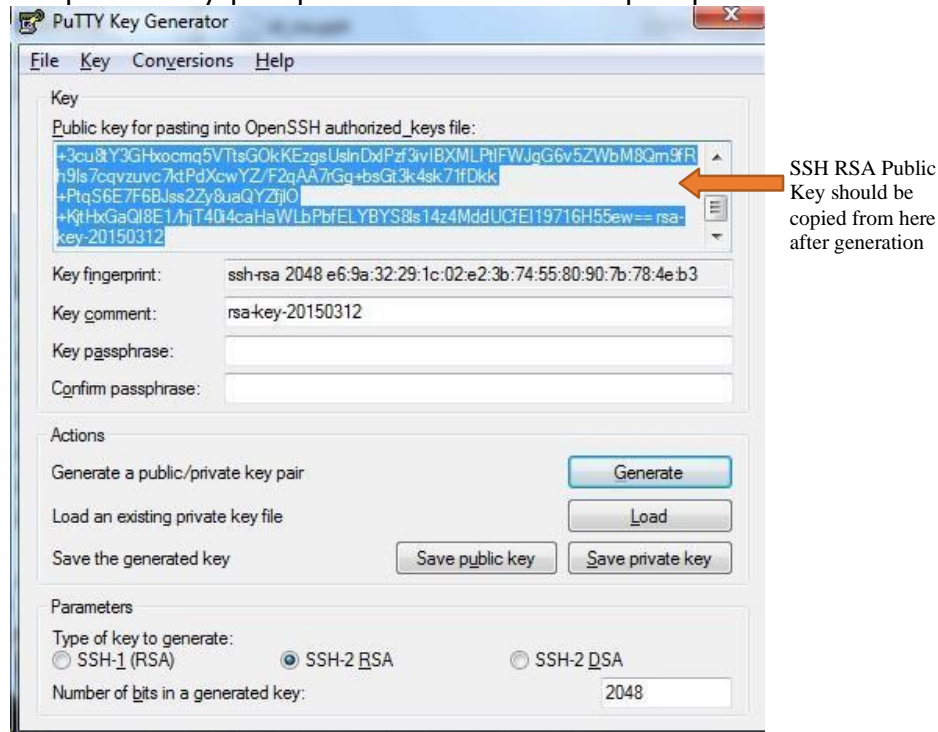 PuTTY Key Generator
File Key Conversions Help
Key
Public key for pasting into OpenSSH authorized_keys file:
+3cu8tY3GHxocmq5VTtsGOkKEzgsUslnDxlPzf3ivIBXMLPtlFWJgG6v5ZWbM8Qm9fR
h9ls7cqvzuvc7ktPdXcwYZ/F2qAA7rGg+bsGt3k4sk71fDkk
+PtqS6E7F6BJss2Zy8uaQYZfjlO
+KjtHxGaQl8E1/hjT40i4caHaWLbPbfELYBYS8ls14z4MddUCfEI19716H55ew== rsa-
key-20150312
SSH RSA Public
Key should be
copied from here
after generation
Key fingerprint: ssh-rsa 2048 e6:9a:32:29:1c:02:e2:3b:74:55:80:90:7b:78:4e:b3
Key comment: rsa-key-20150312
Key passphrase:
Confirm passphrase:
Actions
Generate a public/private key pair Generate
Load an existing private key file Load
Save the generated key Save public key Save private key
Parameters
Type of key to generate:
SSH-1 (RSA) SSH-2 RSA SSH-2 DSA
Number of bits in a generated key: 2048